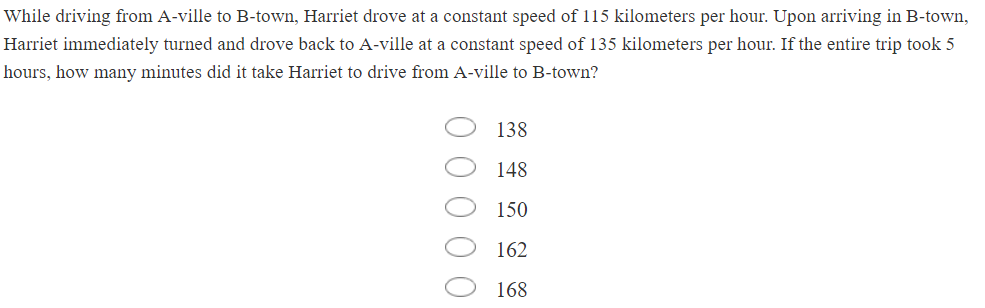 While driving from A-ville to B-town, Harriet drove at a constant speed of 115 kilometers per hour. Upon arriving in B-town,
Harriet immediately turned and drove back to A-ville at a constant speed of 135 kilometers per hour. If the entire trip took 5
hours, how many minutes did it take Harriet to drive from A-ville to B-town?
138
148
150
162
168